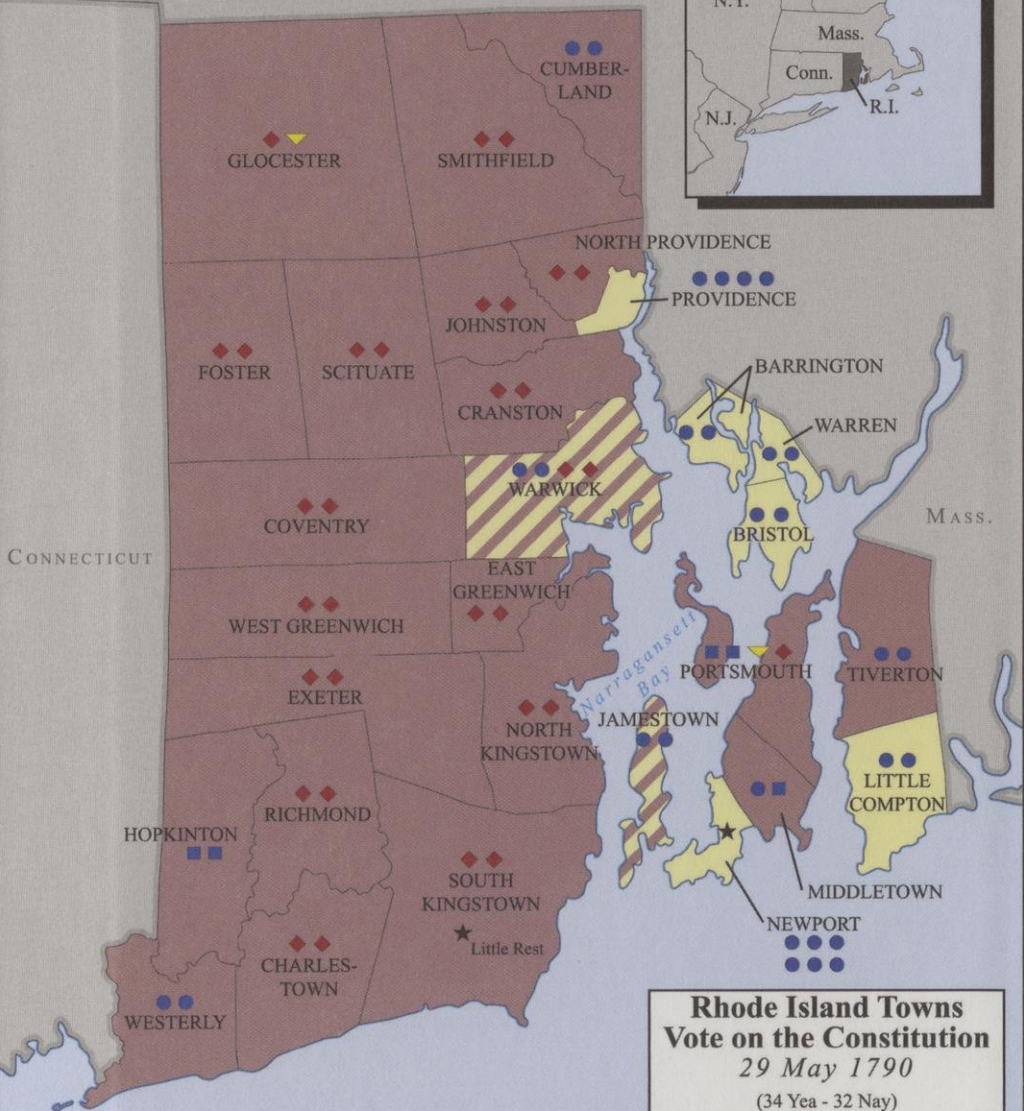 N.Y.
Mass.
Conn.
R.I.
N.J.
CUMBER-
LAND
GLOCESTER
SMITHFIELD
NORTH PROVIDENCE
PROVIDENCE
JOHNSTON
FOSTER
SCITUATE
BARRINGTON
CRANSTON
WARREN
WARWICK
COVENTRY
BRISTOL
MASS.
CONNECTICUT
EAST
GREENWICH
WEST GREENWICH
Narragansett
Bay
PORTSMOUTH
TIVERTON
EXETER
JAMESTOWN
NORTH
KINGSTOWN
LITTLE
COMPTON
RICHMOND
HOPKINTON
SOUTH
KINGSTOWN
MIDDLETOWN
NEWPORT
Little Rest
CHARLES-
TOWN
WESTERLY
Rhode Island Towns
Vote on the Constitution
29 May 1790
(34 Yea - 32 Nay)